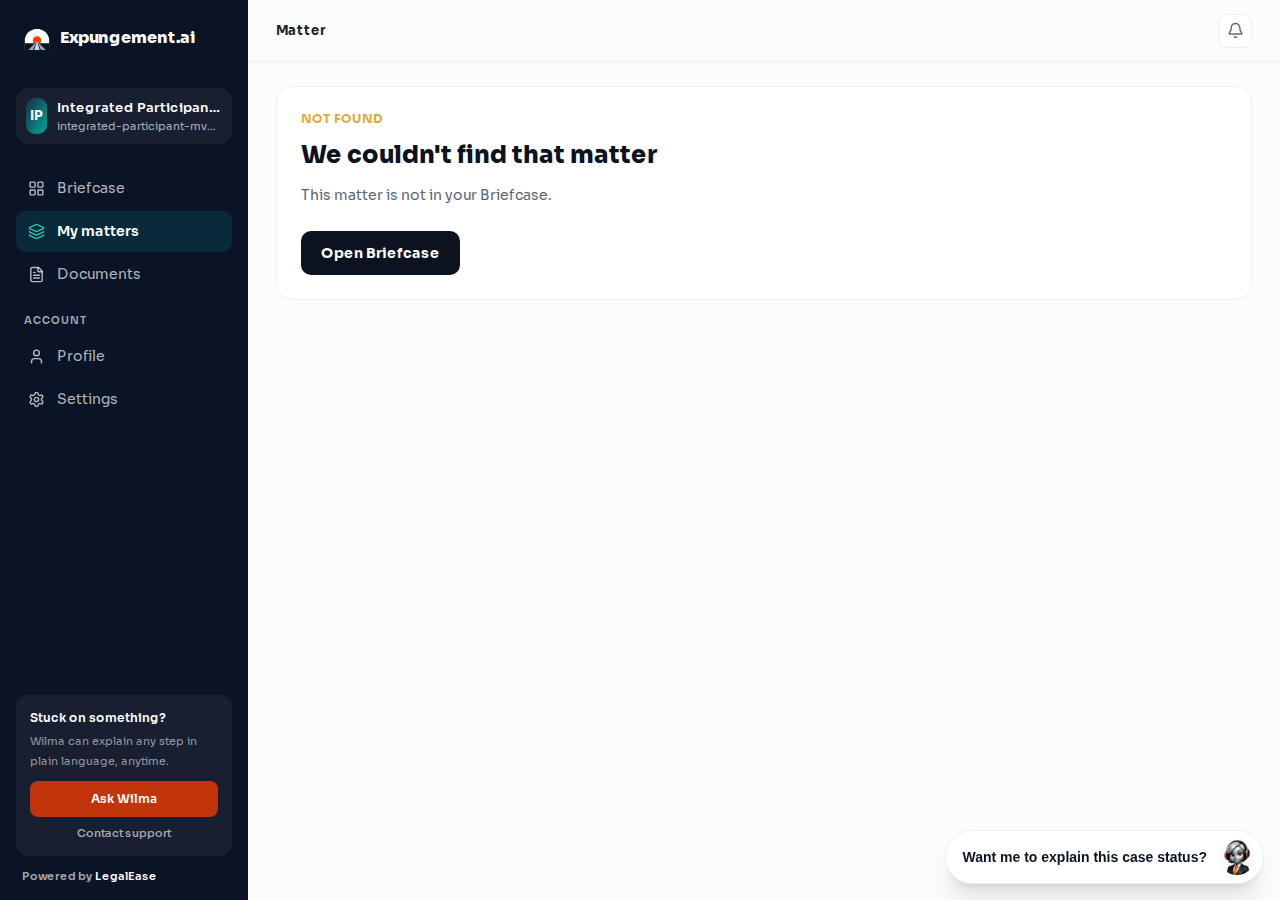 Expungement.ai
IP
Integrated Participan...
integrated-participant-mv...
Briefcase
My matters
Documents
ACCOUNT
Profile
Settings
Stuck on something?
Wilma can explain any step in
plain language, anytime.
Ask Wilma
Contact support
Powered by LegalEase
Matter
NOT FOUND
We couldn't find that matter
This matter is not in your Briefcase.
Open Briefcase
Want me to explain this case status?